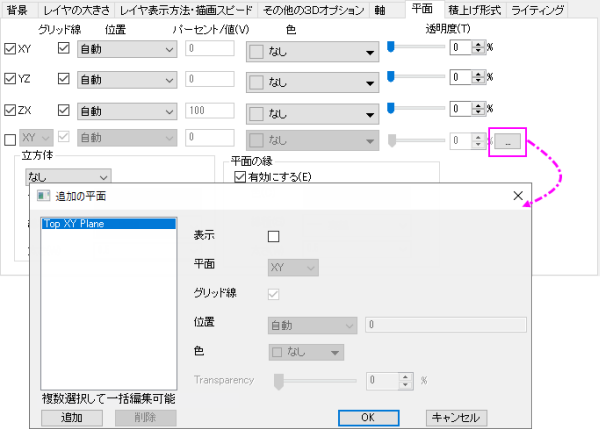 背景 レイヤの大きさ レイヤ表示方法・描画スピード その他の3Dオプション 軸 平面 積上げ形式 ライティング
グリッド線 位置 パーセント/値(V) 色 透明度(T)
XY 自動 0 なし 0 %
YZ 自動 0 なし 0 %
ZX 自動 100 なし 0 %
XY 自動 0 なし 0 % ...
立方体 平面の縁
なし 有効にする(E)
追加の平面
Top XY Plane
表示
平面 XY
グリッド線
位置 自動 0
色 なし
Transparency 0 %
複数選択して一括編集可能
追加 削除 OK キャンセル